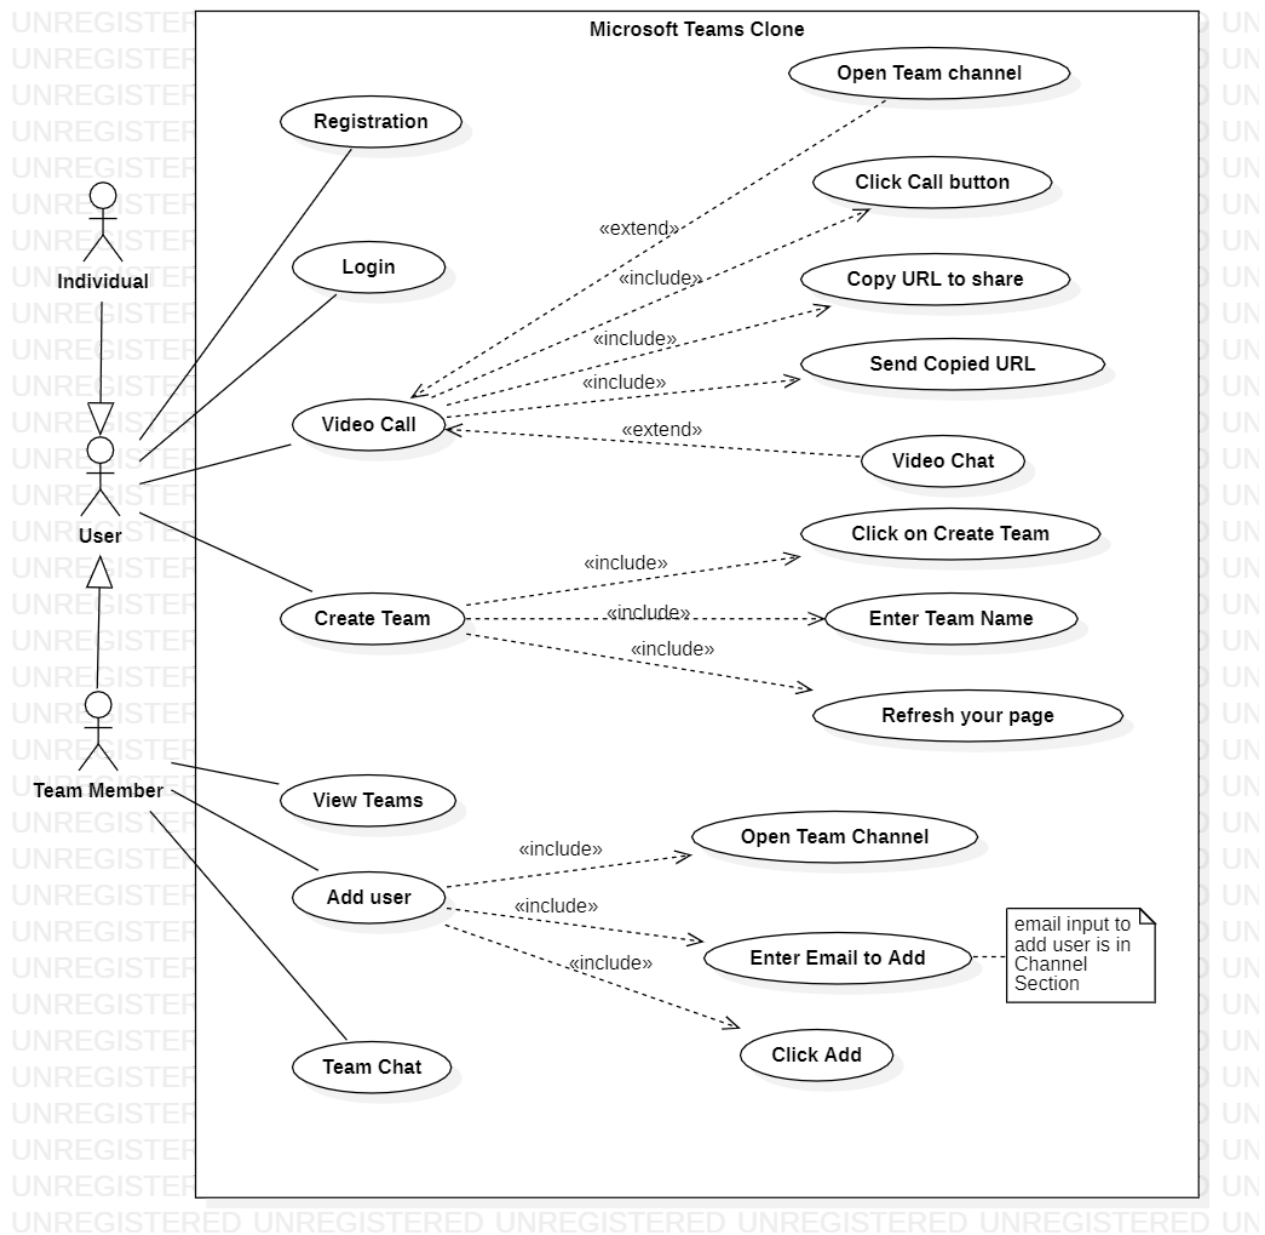 Microsoft Teams Clone
Open Team channel
Registration
Click Call button
«extend»
Individual
Login
«include»
Copy URL to share
«include»
Send Copied URL
«include»
Video Call
«extend»
Video Chat
User
Click on Create Team
«include»
Create Team
«include»
Enter Team Name
«include»
Refresh your page
Team Member
View Teams
Open Team Channel
«include»
Add user
«include»
Enter Email to Add
email input to
add user is in
Channel
Section
«include»
Click Add
Team Chat
UNREGISTERED UNREGISTERED UNREGISTERED UNREGISTERED UNREGISTERED UN